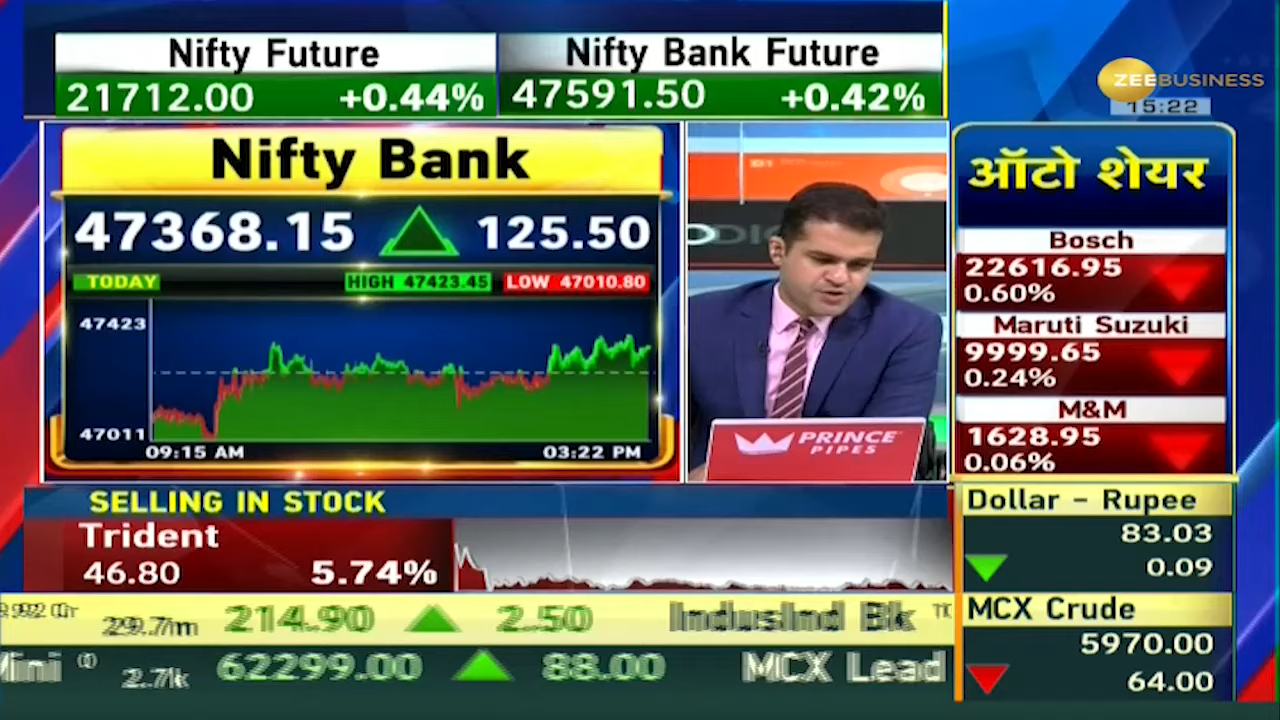 Nifty Future
21712.00 +0.44%
Nifty Bank Future
47591.50 +0.42%
ZEEBUSINESS
15:22
Nifty Bank
47368.15 125.50
TODAY HIGH 47423.45 LOW 47010.80
47423
47011
09:15 AM 03:22 PM
PRINCE
PIPES
ऑटो शेयर
Bosch
22616.95
0.60%
Maruti Suzuki
9999.65
0.24%
M&M
1628.95
0.06%
SELLING IN STOCK
Trident
46.80 5.74%
Dollar - Rupee
83.03
0.09
MCX Crude
5970.00
64.00
29.7m 214.90 2.50 IndusInd Bk
Mini 2.7k 62299.00 88.00 MCX Lead